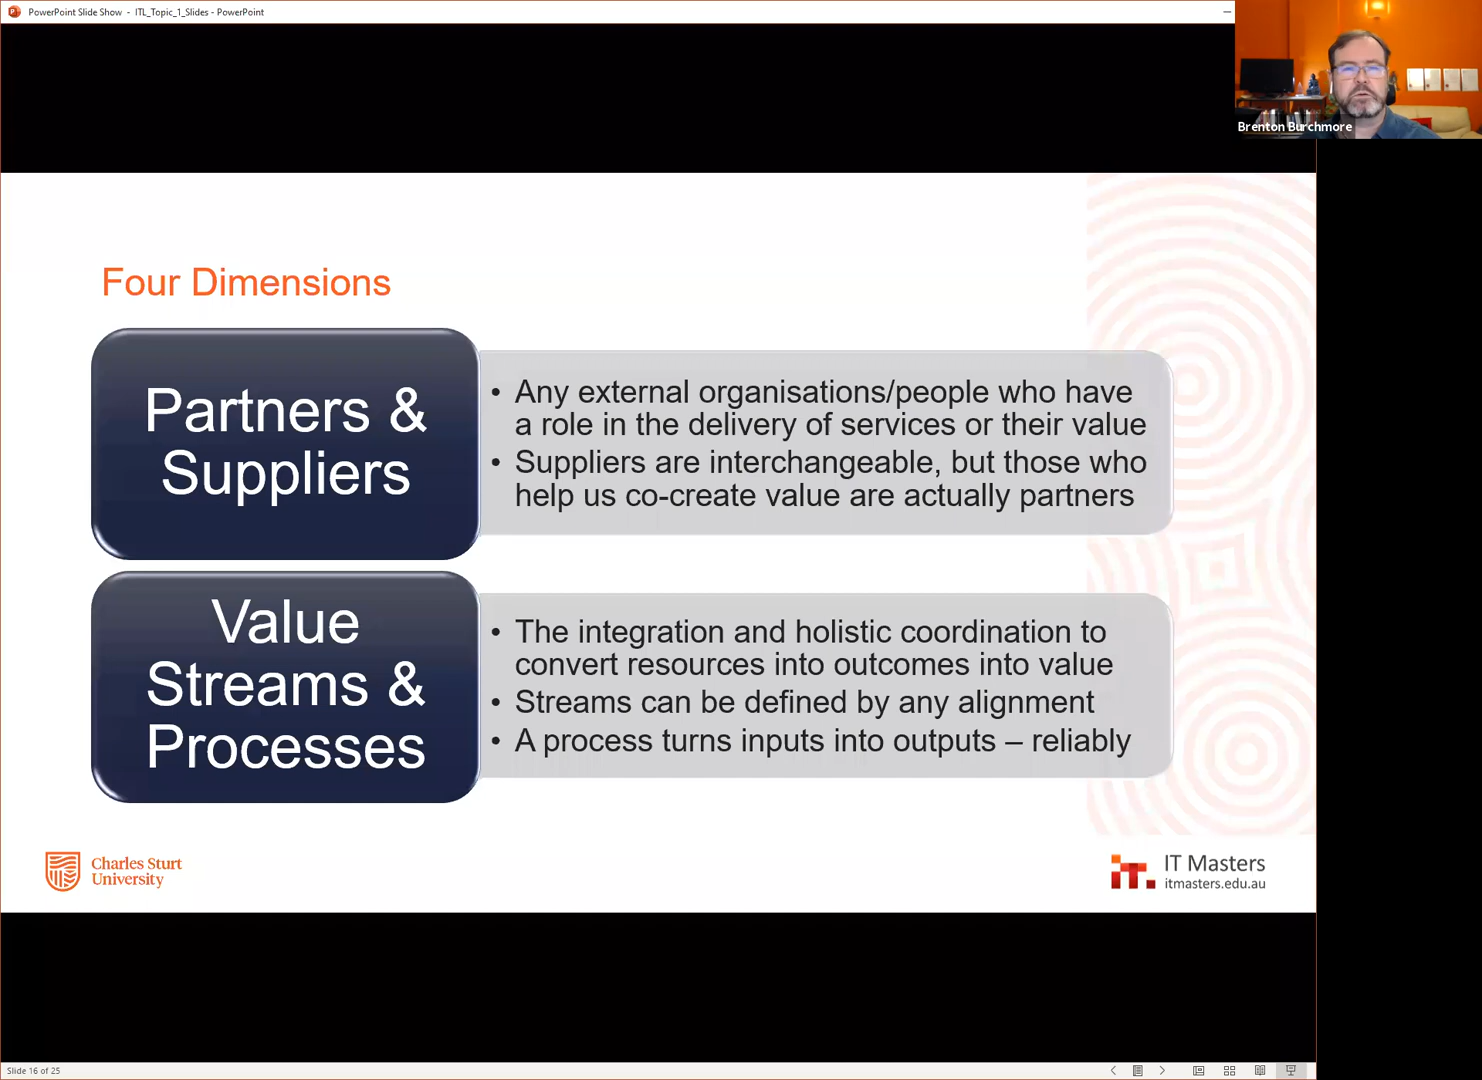 PowerPoint Slide Show - ITL_Topic_1_Slides - PowerPoint
Brenton Burchmore
Four Dimensions
Partners &
Suppliers
• Any external organisations/people who have
a role in the delivery of services or their value
• Suppliers are interchangeable, but those who
help us co-create value are actually partners
Value
Streams &
Processes
• The integration and holistic coordination to
convert resources into outcomes into value
• Streams can be defined by any alignment
• A process turns inputs into outputs – reliably
Charles Sturt
University
it.
IT Masters
itmasters.edu.au
Slide 16 of 25